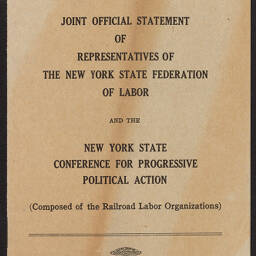 JOINT OFFICIAL STATEMENT
OF
REPRESENTATIVES OF
THE NEW YORK STATE FEDERATION
OF LABOR
AND THE
NEW YORK STATE
CONFERENCE FOR PROGRESSIVE
POLITICAL ACTION
(Composed of the Railroad Labor Organizations)